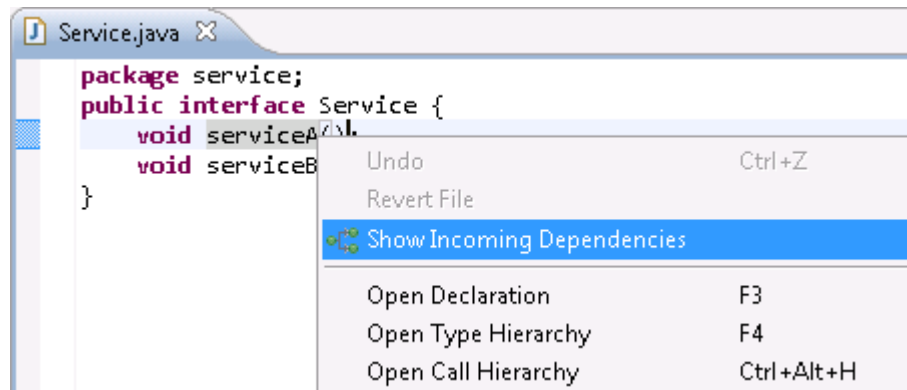 Service.java
package service;
public interface Service {
void serviceA()
void serviceB
}
Undo Ctrl+Z
Revert File
Show Incoming Dependencies
Open Declaration F3
Open Type Hierarchy F4
Open Call Hierarchy Ctrl+Alt+H